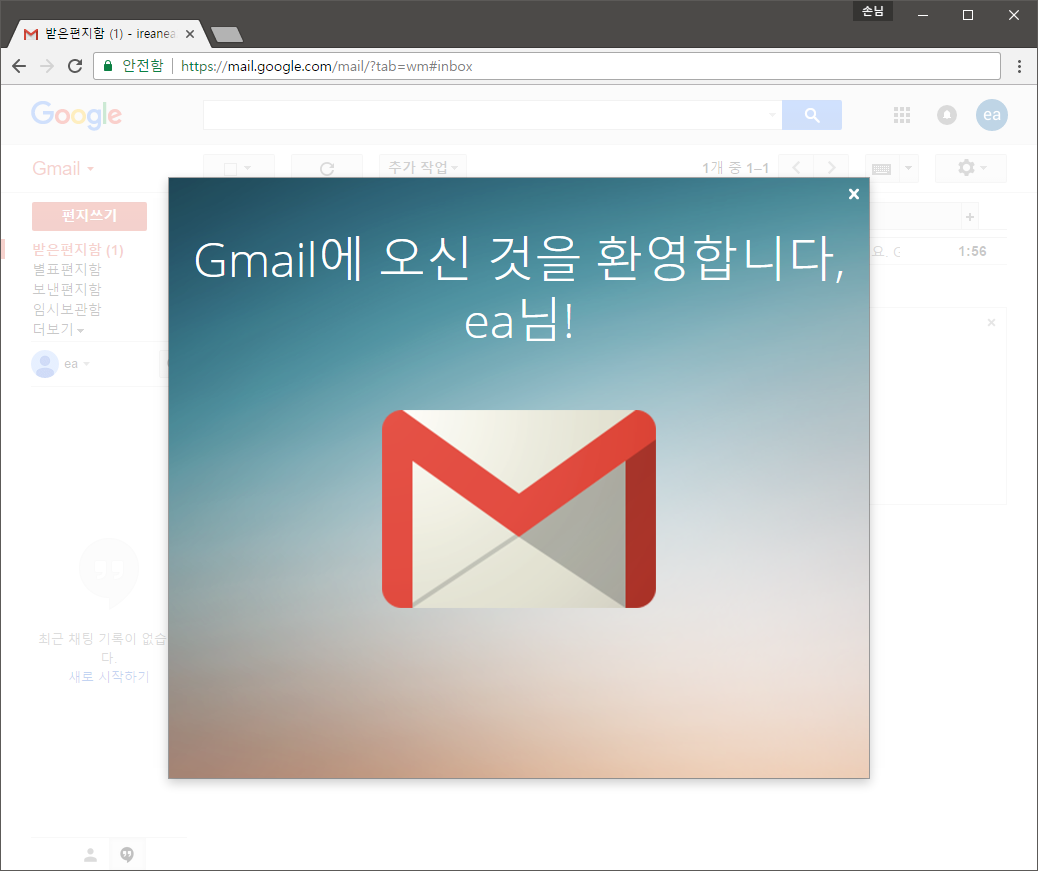 손님
받은편지함 (1) - ireanea
안전함 https://mail.google.com/mail/?tab=wm#inbox
Google
ea
Gmail
추가 작업
1개 중 1–1
편지쓰기
받은편지함 (1)
별표편지함
보낸편지함
임시보관함
더보기
ea
요. G
1:56
Gmail에 오신 것을 환영합니다,
ea님!
최근 채팅 기록이 없습
다.
새로 시작하기